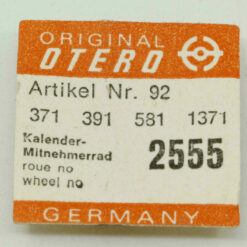 ORIGINAL
OTERO
Artikel Nr. 92
371 391 581 1371
Kalender-
Mitnehmerrad
roue no
wheel no
2555
GERMANY